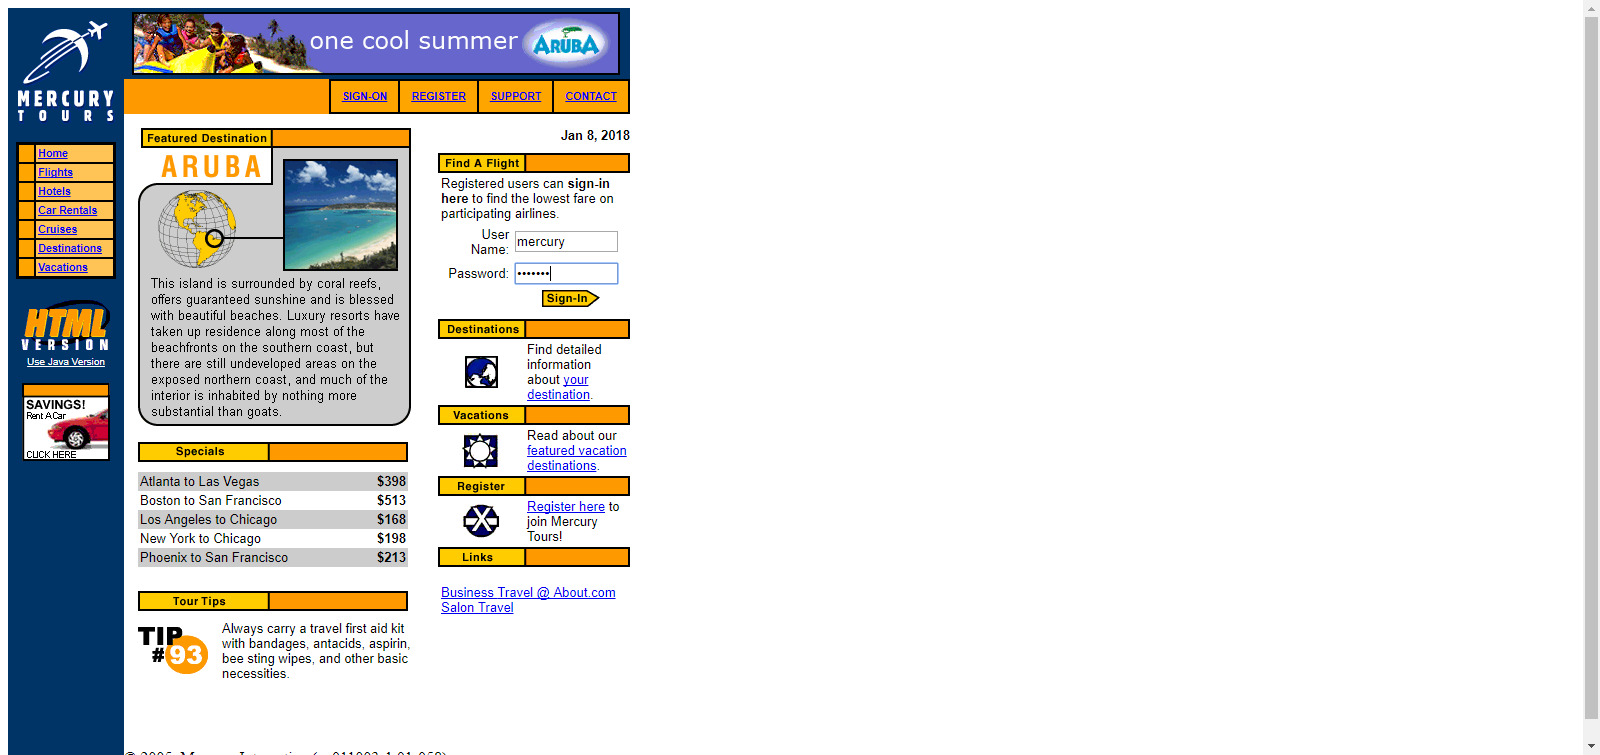 one cool summer ARUBA
MERCURY
TOURS
SIGN-ON REGISTER SUPPORT CONTACT
Home
Flights
Hotels
Car Rentals
Cruises
Destinations
Vacations
HTML
VERSION
Use Java Version
SAVINGS!
Rent A Car
CLICK HERE
Featured Destination
ARUBA
This island is surrounded by coral reefs,
offers guaranteed sunshine and is blessed
with beautiful beaches. Luxury resorts have
taken up residence along most of the
beachfronts on the southern coast, but
there are still undeveloped areas on the
exposed northern coast, and much of the
interior is inhabited by nothing more
substantial than goats.
Specials
Atlanta to Las Vegas $398
Boston to San Francisco $513
Los Angeles to Chicago $168
New York to Chicago $198
Phoenix to San Francisco $213
Tour Tips
TIP
#93
Always carry a travel first aid kit
with bandages, antacids, aspirin,
bee sting wipes, and other basic
necessities.
Jan 8, 2018
Find A Flight
Registered users can sign-in
here to find the lowest fare on
participating airlines.
User
Name: mercury
Password: •••••••
Sign-In
Destinations
Find detailed
information
about your
destination.
Vacations
Read about our
featured vacation
destinations.
Register
Register here to
join Mercury
Tours!
Links
Business Travel @ About.com
Salon Travel